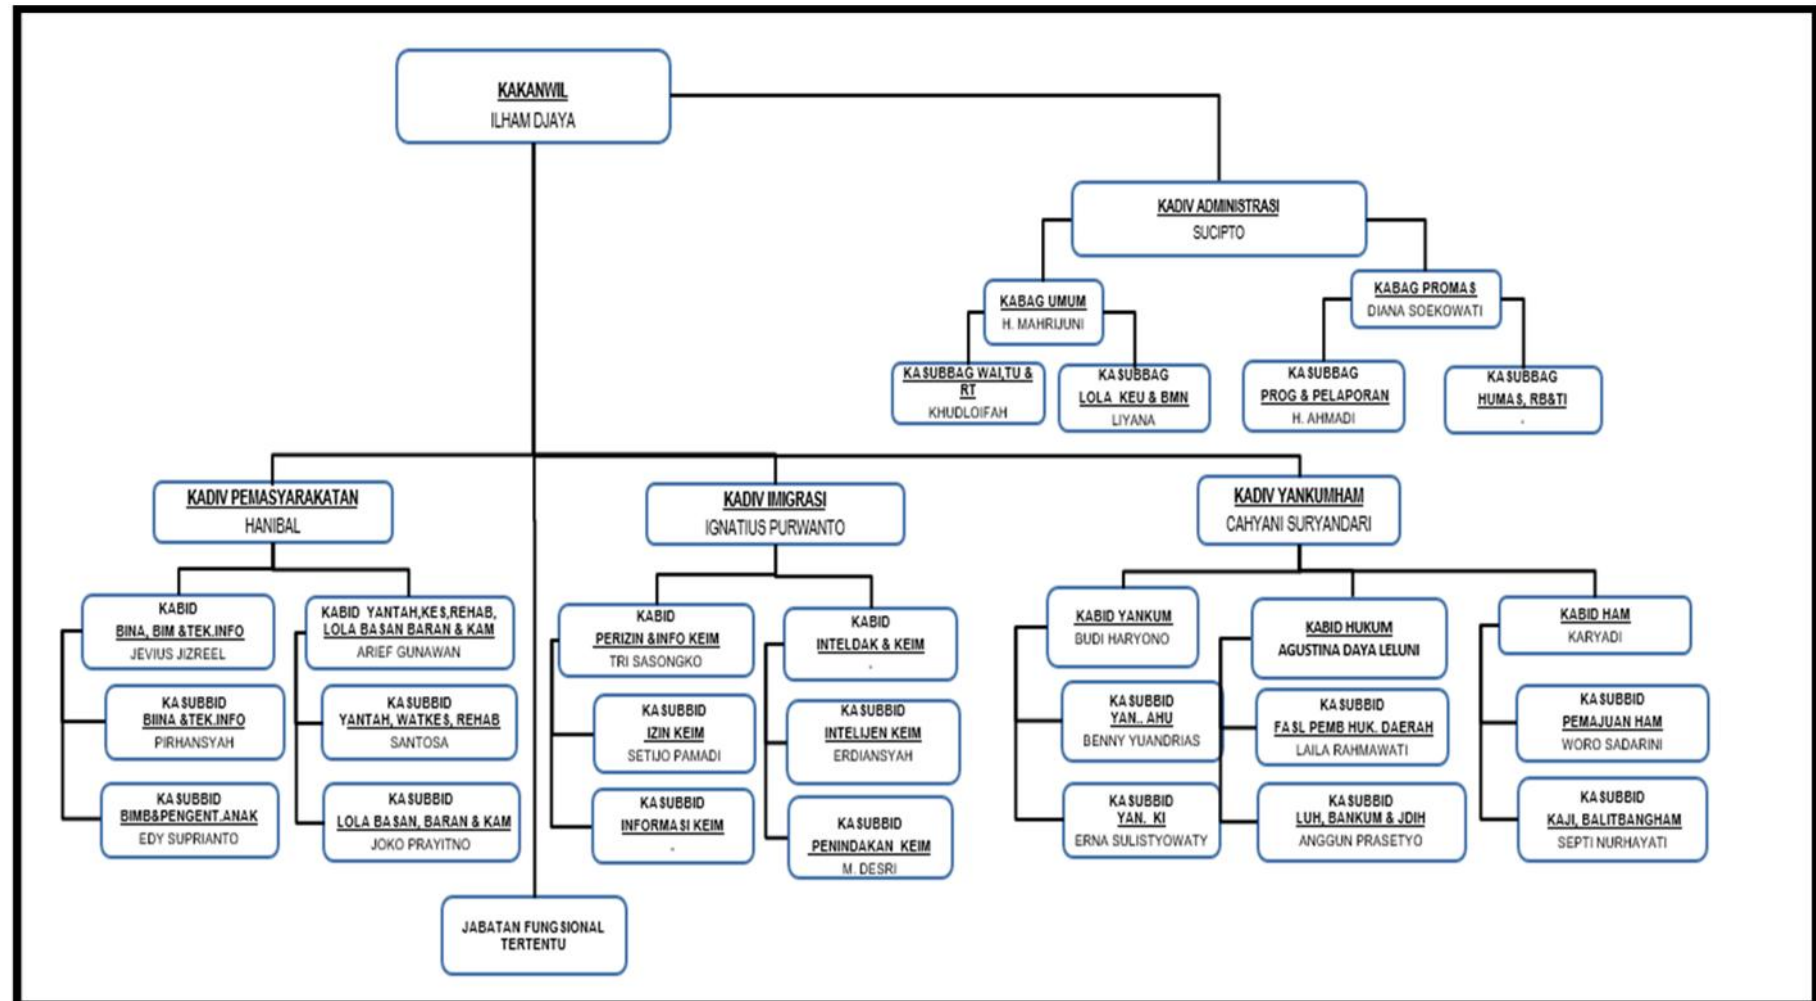 KAKANWIL
ILHAM DJAYA
KADIV ADMINISTRASI
SUCIPTO
KABAG UMUM
H. MAHRIJUNI
KABAG PROMAS
DIANA SOEKOWATI
KASUBBAG WAI,TU &
RT
KHUDLOIFAH
KASUBBAG
LOLA KEU & BMN
LIYANA
KASUBBAG
PROG & PELAPORAN
H. AHMADI
KASUBBAG
HUMAS, RB&TI
-
KADIV PEMASYARAKATAN
HANIBAL
KADIV IMIGRASI
IGNATIUS PURWANTO
KADIV YANKUMHAM
CAHYANI SURYANDARI
KABID
BINA, BIM &TEK.INFO
JEVIUS JIZREEL
KABID YANTAH,KES,REHAB,
LOLA BASAN BARAN & KAM
ARIEF GUNAWAN
KABID
PERIZIN &INFO KEIM
TRI SASONGKO
KABID
INTELDAK & KEIM
-
KABID YANKUM
BUDI HARYONO
KABID HUKUM
AGUSTINA DAYA LELUNI
KABID HAM
KARYADI
KASUBBID
BIINA &TEK.INFO
PIRHANSYAH
KASUBBID
YANTAH, WATKES, REHAB
SANTOSA
KASUBBID
IZIN KEIM
SETIJO PAMADI
KASUBBID
INTELIJEN KEIM
ERDIANSYAH
KASUBBID
YAN., AHU
BENNY YUANDRIAS
KASUBBID
FASL PEMB HUK. DAERAH
LAILA RAHMAWATI
KASUBBID
PEMAJUAN HAM
WORO SADARINI
KASUBBID
BIMB&PENGENT.ANAK
EDY SUPRIANTO
KASUBBID
LOLA BASAN, BARAN & KAM
JOKO PRAYITNO
KASUBBID
INFORMASI KEIM
-
KASUBBID
PENINDAKAN KEIM
M. DESRI
KASUBBID
YAN. KI
ERNA SULISTYOWATY
KASUBBID
LUH, BANKUM & JDIH
ANGGUN PRASETYO
KASUBBID
KAJI, BALITBANGHAM
SEPTI NURHAYATI
JABATAN FUNGSIONAL
TERTENTU